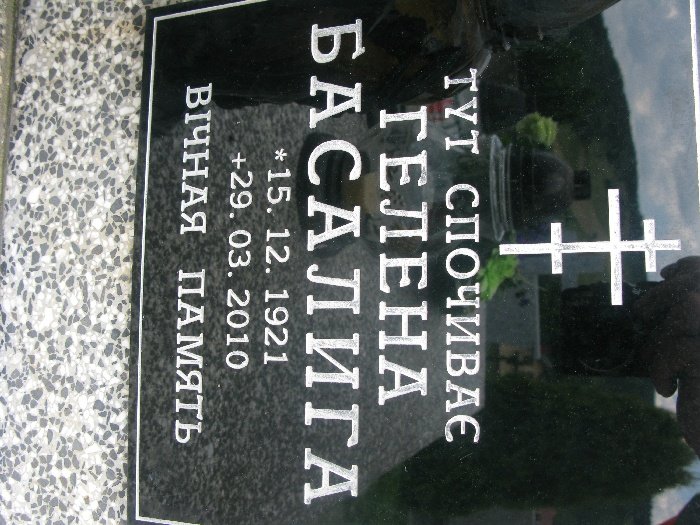 ТУТ СПОЧИВАЄ
ГЕЛЕНА
БАСАЛИГА
*15.12.1921
+29.03.2010
ВІЧНАЯ ПАМЯТЬ